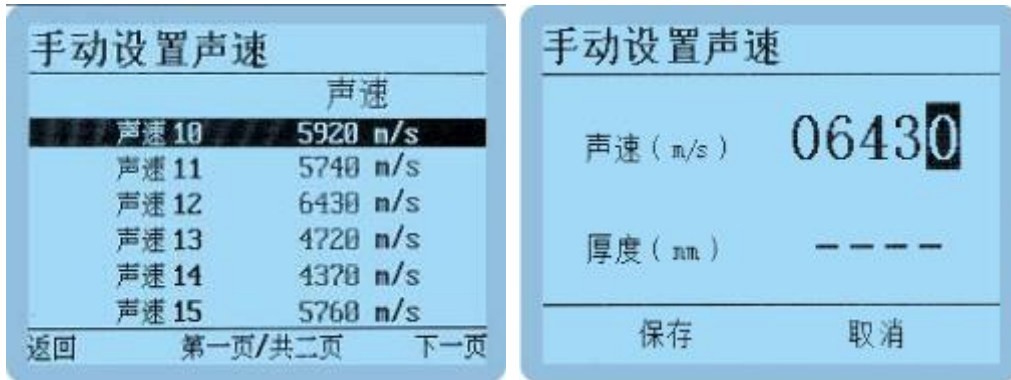 手动设置声速
声速
声速10 5920 m/s
声速11 5740 m/s
声速12 6430 m/s
声速13 4720 m/s
声速14 4370 m/s
声速15 5760 m/s
返回 第一页/共二页 下一页
手动设置声速
声速(m/s) 06430
厚度(mm) ----
保存 取消